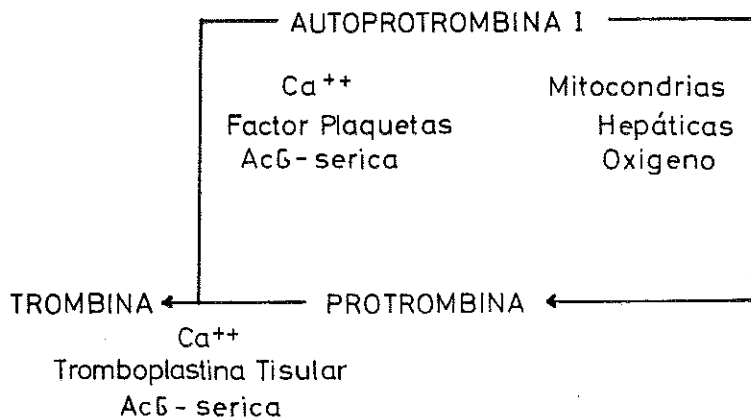 AUTOPROTROMBINA I
Ca++ Mitocondrias
Factor Plaquetas Hepáticas
AcG-serica Oxigeno
TROMBINA PROTROMBINA
Ca++
Tromboplastina Tisular
AcG-serica